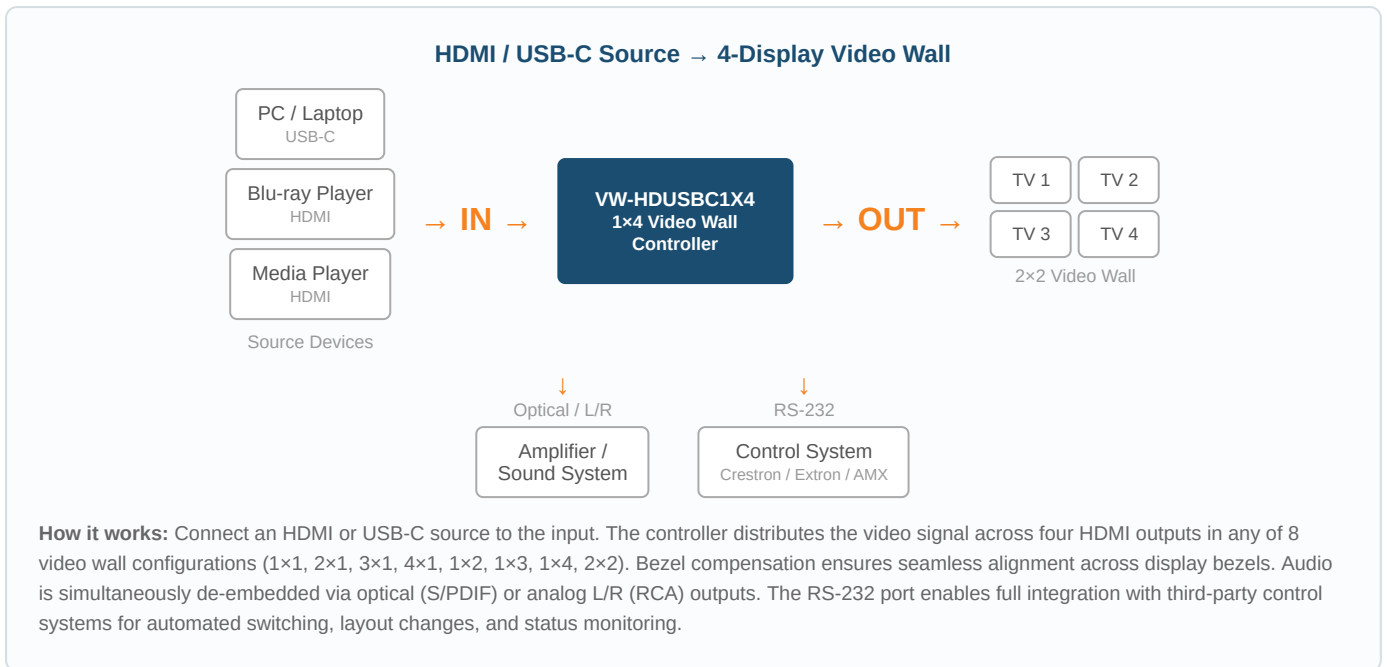 HDMI / USB-C Source → 4-Display Video Wall
PC / Laptop
USB-C
Blu-ray Player
HDMI
Media Player
HDMI
Source Devices
→ IN →
VW-HDUSBC1X4
1×4 Video Wall
Controller
→ OUT →
TV 1
TV 2
TV 3
TV 4
2×2 Video Wall
↓
Optical / L/R
Amplifier /
Sound System
↓
RS-232
Control System
Crestron / Extron / AMX
How it works: Connect an HDMI or USB-C source to the input. The controller distributes the video signal across four HDMI outputs in any of 8
video wall configurations (1×1, 2×1, 3×1, 4×1, 1×2, 1×3, 1×4, 2×2). Bezel compensation ensures seamless alignment across display bezels. Audio
is simultaneously de-embedded via optical (S/PDIF) or analog L/R (RCA) outputs. The RS-232 port enables full integration with third-party control
systems for automated switching, layout changes, and status monitoring.